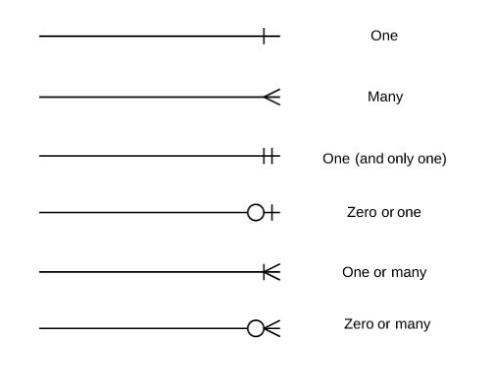 One
Many
One (and only one)
Zero or one
One or many
Zero or many